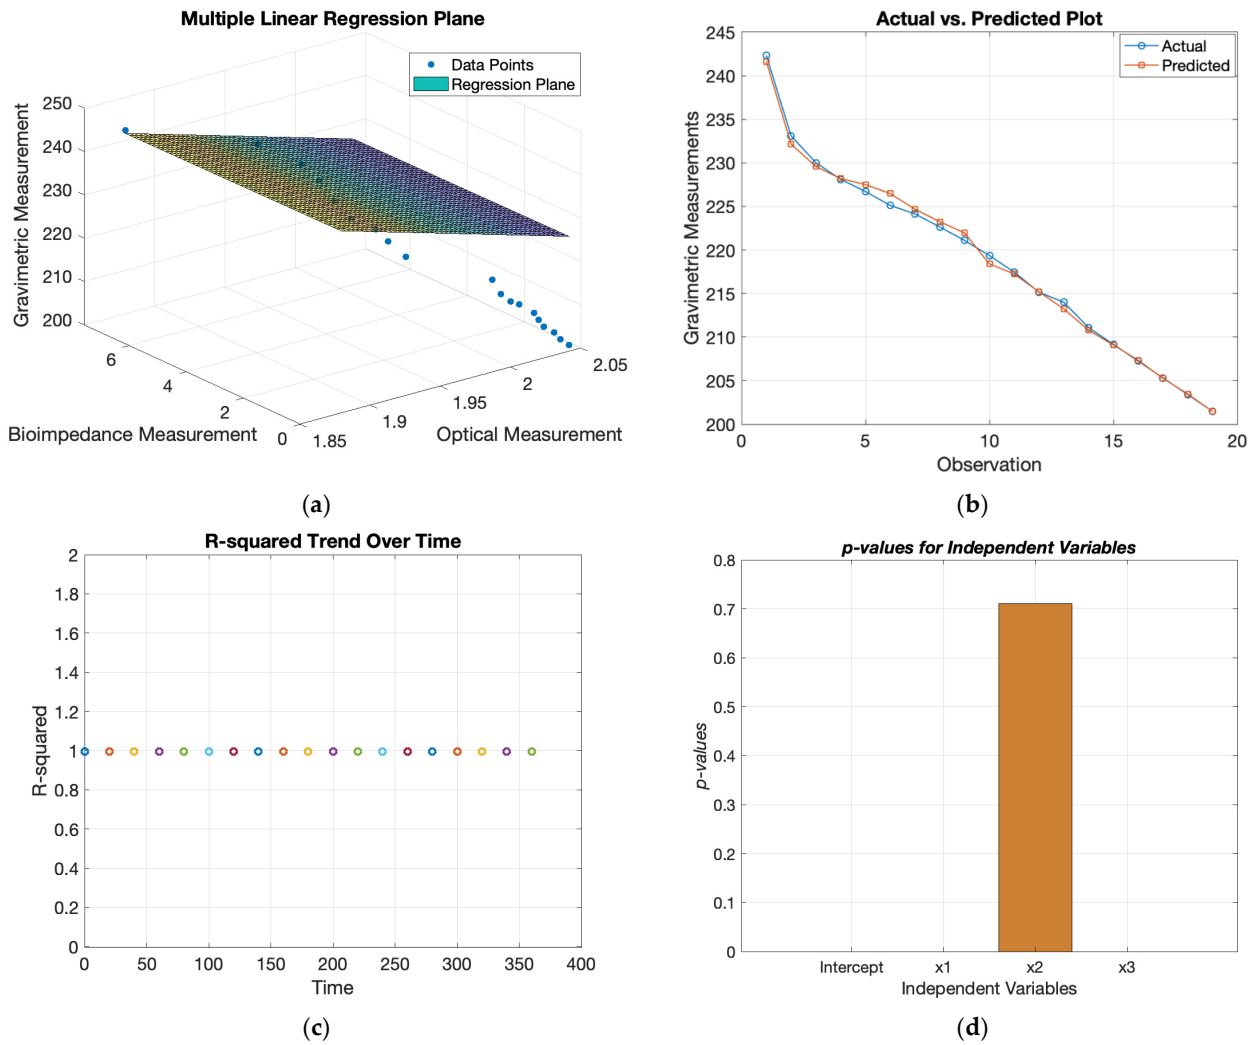 Multiple Linear Regression Plane
Data Points
Regression Plane
Gravimetric Measurement
250
240
230
220
210
200
6
4
2
0
Bioimpedance Measurement
1.85
1.9
1.95
2
2.05
Optical Measurement
(a)
Actual vs. Predicted Plot
Actual
Predicted
Gravimetric Measurements
245
240
235
230
225
220
215
210
205
200
0 5 10 15 20
Observation
(b)
R-squared Trend Over Time
R-squared
2
1.8
1.6
1.4
1.2
1
0.8
0.6
0.4
0.2
0
0 50 100 150 200 250 300 350 400
Time
(c)
p-values for Independent Variables
p-values
0.8
0.7
0.6
0.5
0.4
0.3
0.2
0.1
0
Intercept x1 x2 x3
Independent Variables
(d)